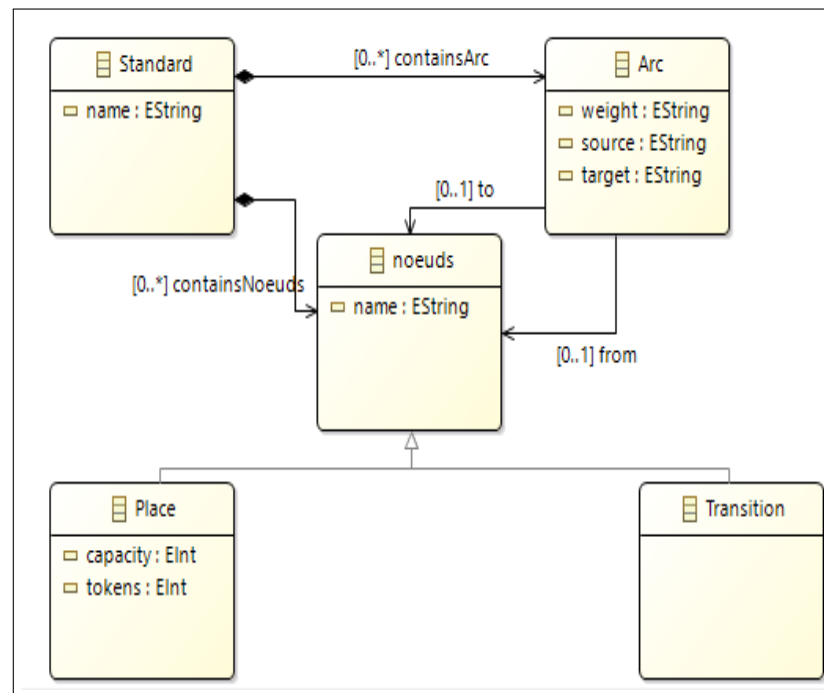 Standard
name : EString
[0..*] containsArc
Arc
weight : EString
source : EString
target : EString
[0..1] to
[0..*] containsNoeuds
noeuds
name : EString
[0..1] from
Place
capacity : EInt
tokens : EInt
Transition